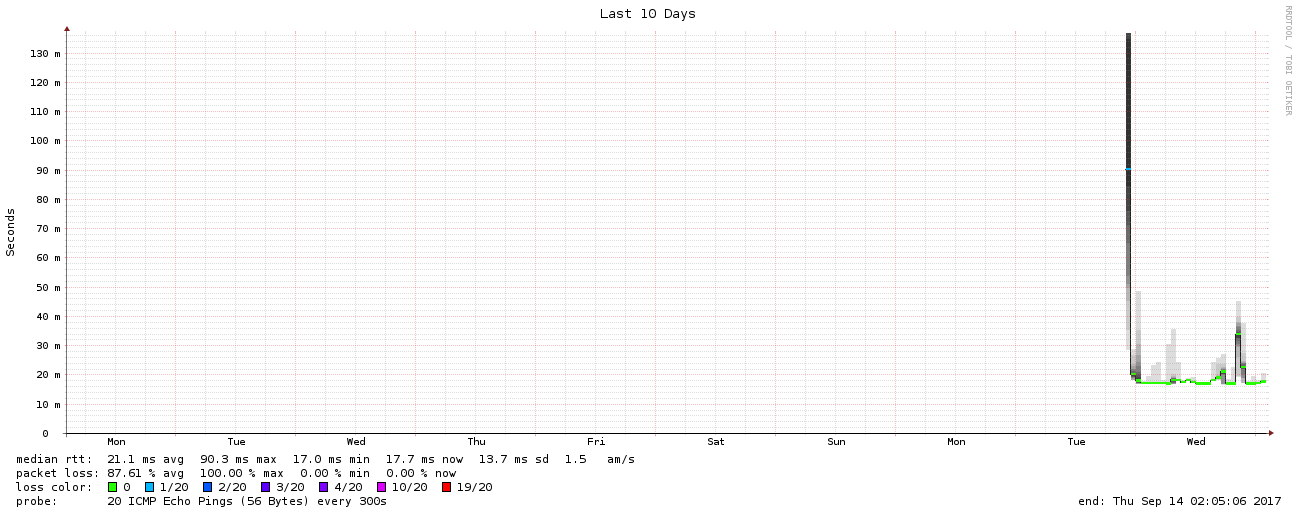 Last 10 Days
RRDTOOL / TOBI OETIKER
Seconds
130 m
120 m
110 m
100 m
90 m
80 m
70 m
60 m
50 m
40 m
30 m
20 m
10 m
0
Mon Tue Wed Thu Fri Sat Sun Mon Tue Wed
median rtt: 21.1 ms avg 90.3 ms max 17.0 ms min 17.7 ms now 13.7 ms sd 1.5 am/s
packet loss: 87.61 % avg 100.00 % max 0.00 % min 0.00 % now
loss color: 0 1/20 2/20 3/20 4/20 10/20 19/20
probe: 20 ICMP Echo Pings (56 Bytes) every 300s end: Thu Sep 14 02:05:06 2017